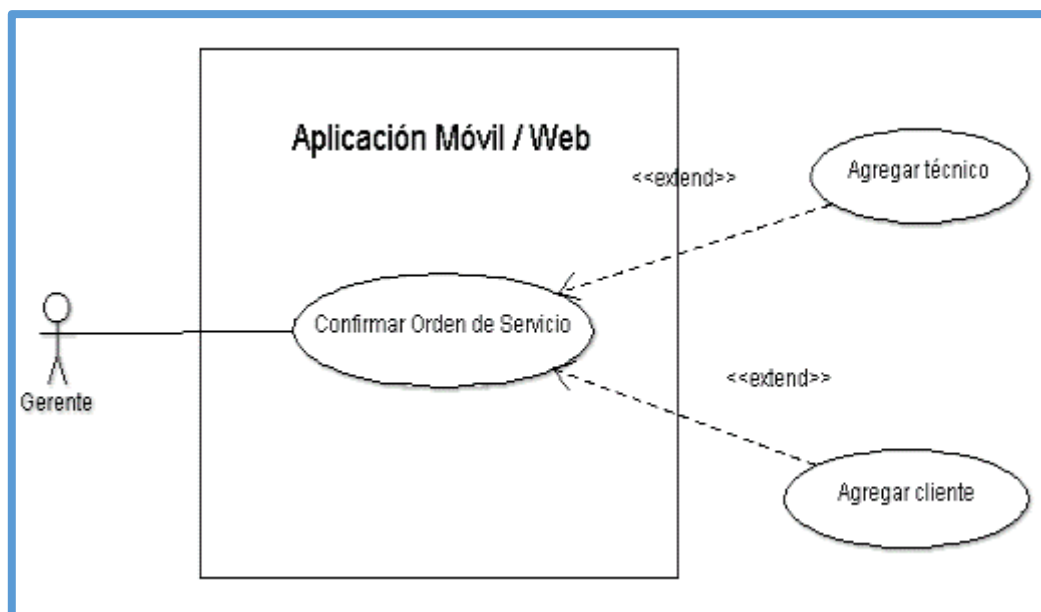 Aplicación Móvil / Web
<<extend>>
Agregar técnico
Confirmar Orden de Servicio
<<extend>>
Gerente
Agregar cliente